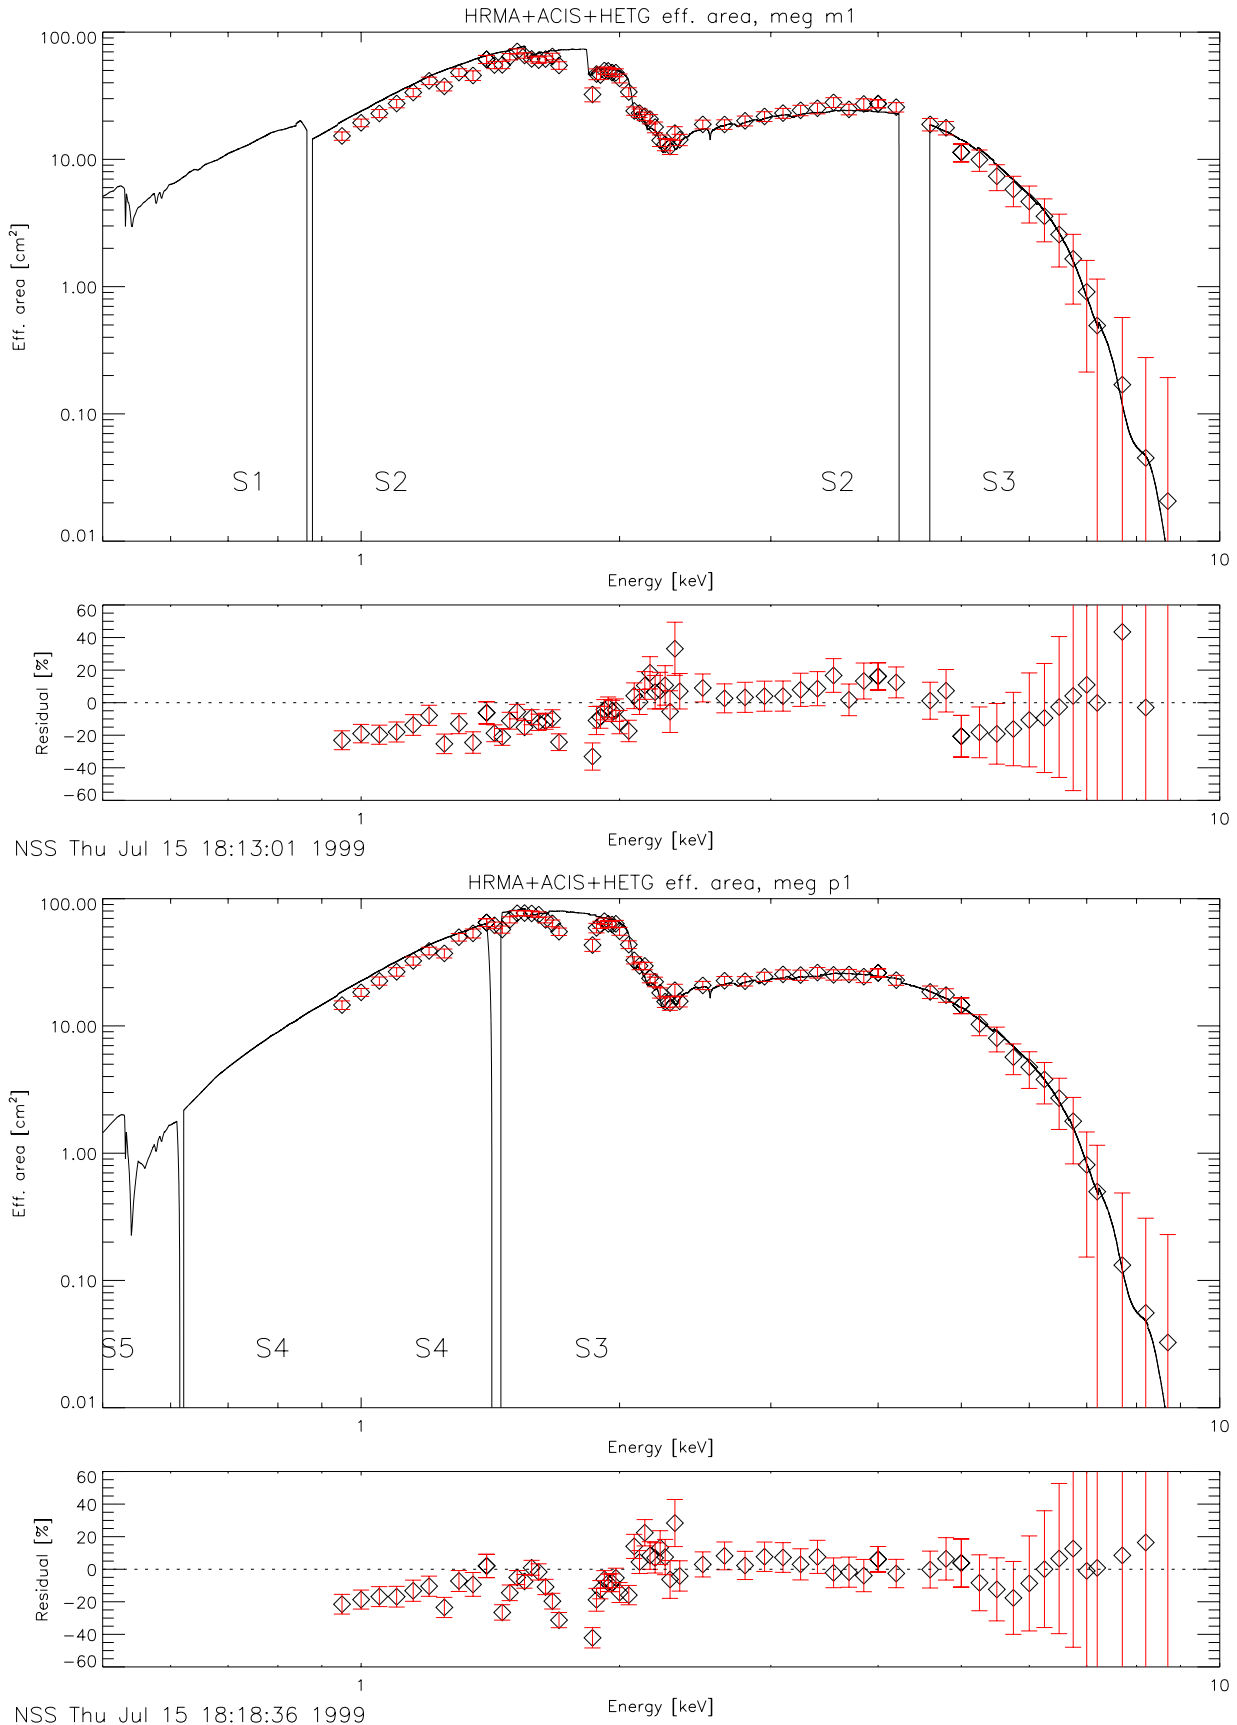 HRMA+ACIS+HETG eff. area, meg m1
100.00
10.00
1.00
0.10
0.01
Eff. area [cm²]
S1 S2 S2 S3
1 10
Energy [keV]
60
40
20
0
−20
−40
−60
Residual [%]
1 10
Energy [keV]
NSS Thu Jul 15 18:13:01 1999
HRMA+ACIS+HETG eff. area, meg p1
100.00
10.00
1.00
0.10
0.01
Eff. area [cm²]
S5 S4 S4 S3
1 10
Energy [keV]
60
40
20
0
−20
−40
−60
Residual [%]
1 10
Energy [keV]
NSS Thu Jul 15 18:18:36 1999